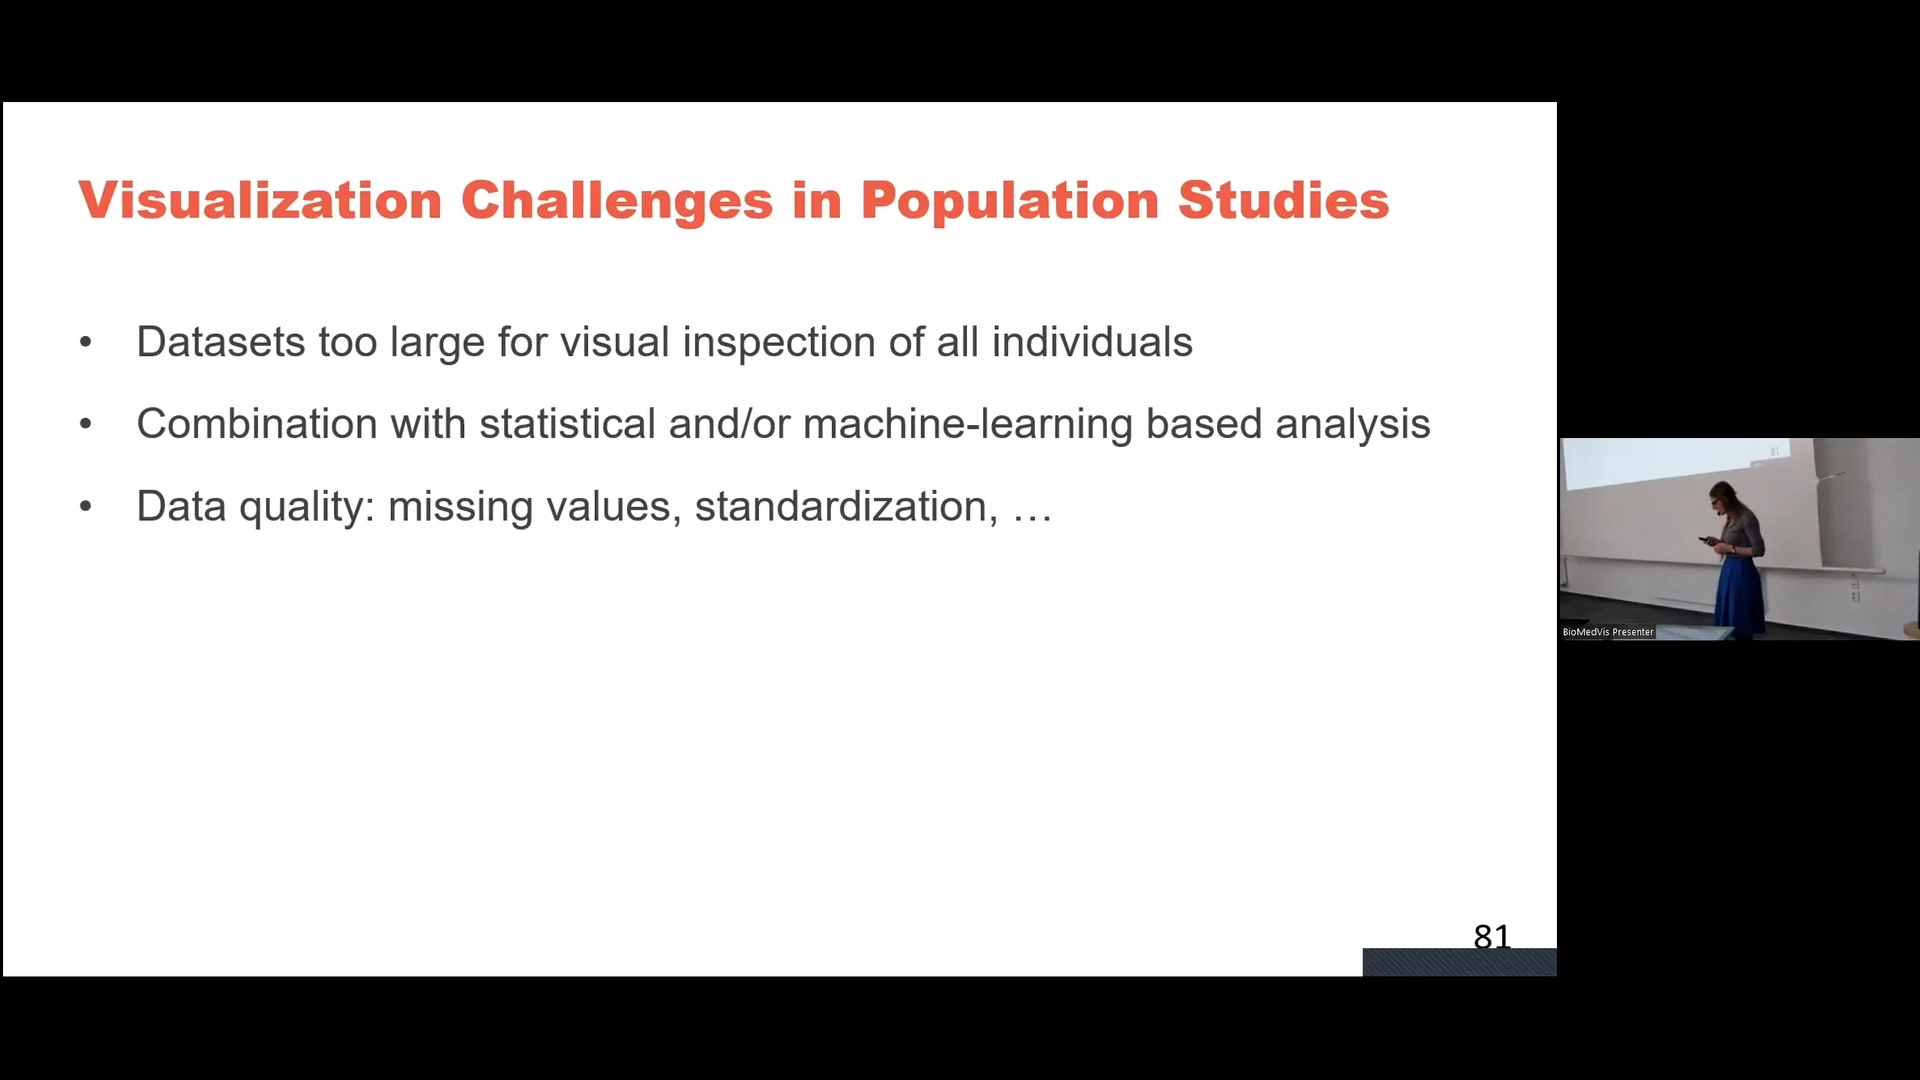 Visualization Challenges in Population Studies
• Datasets too large for visual inspection of all individuals
• Combination with statistical and/or machine-learning based analysis
• Data quality: missing values, standardization, …
81
81
BioMedVis Presenter